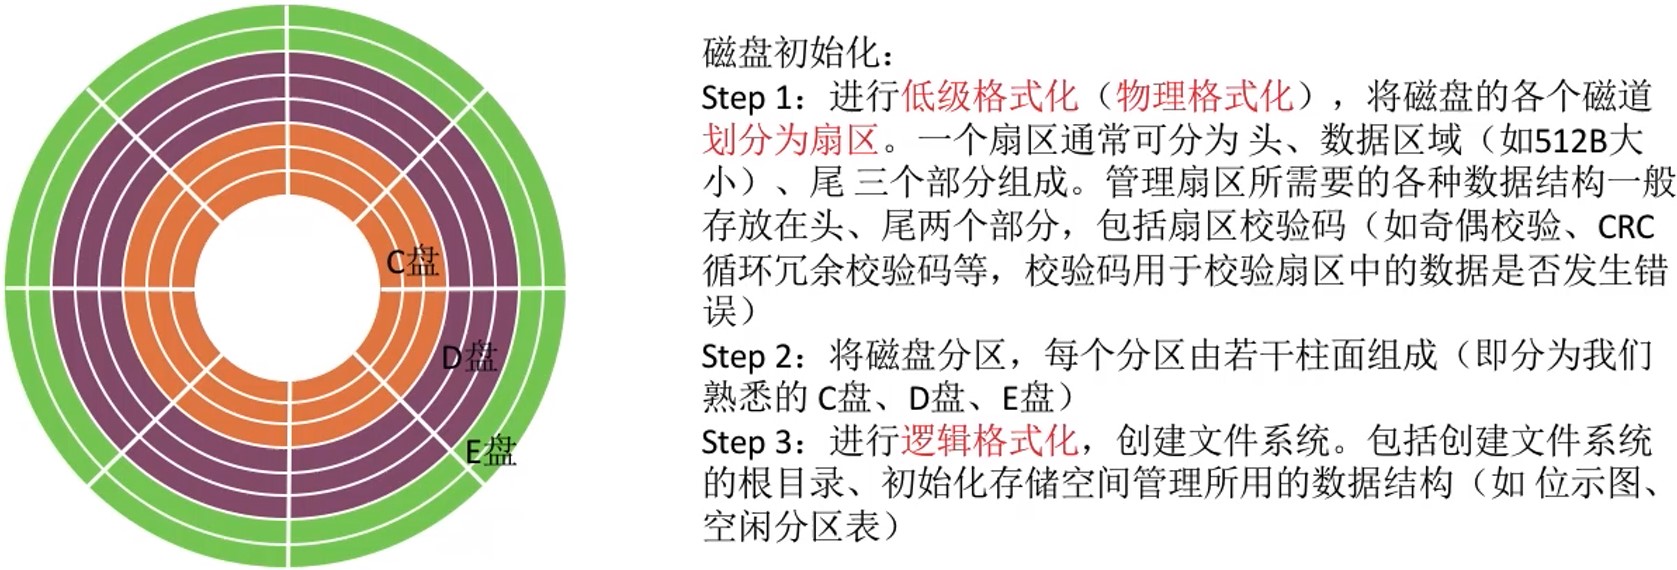 C盘
D盘
E盘
磁盘初始化：
Step 1：进行低级格式化（物理格式化），将磁盘的各个磁道
划分为扇区。一个扇区通常可分为 头、数据区域（如512B大
小）、尾 三个部分组成。管理扇区所需要的各种数据结构一般
存放在头、尾两个部分，包括扇区校验码（如奇偶校验、CRC
循环冗余校验码等，校验码用于校验扇区中的数据是否发生错
误）
Step 2：将磁盘分区，每个分区由若干柱面组成（即分为我们
熟悉的 C盘、D盘、E盘）
Step 3：进行逻辑格式化，创建文件系统。包括创建文件系统
的根目录、初始化存储空间管理所用的数据结构（如 位示图、
空闲分区表）